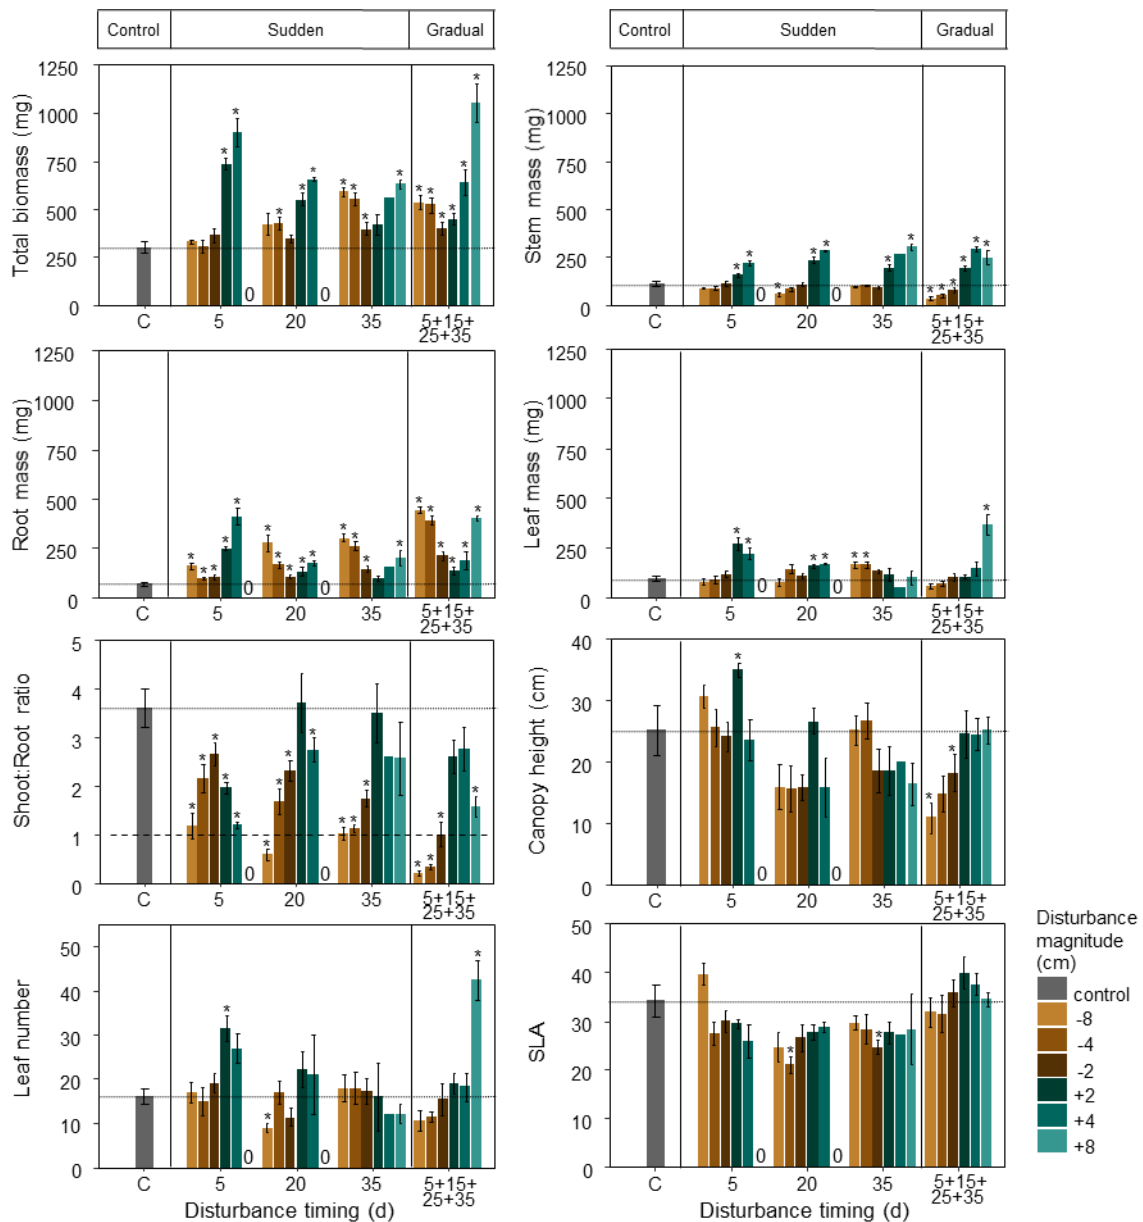 Control Sudden Gradual
Control Sudden Gradual
Total biomass (mg)
1250
1000
750
500
250
0
* * * * * * * * * * * * * *
0 0
C 5 20 35 5+15+
25+35
Stem mass (mg)
1250
1000
750
500
250
0
* * * * * * * * * * * * *
0 0
C 5 20 35 5+15+
25+35
Root mass (mg)
1250
1000
750
500
250
0
* * * * * * * * * * * * * * * * * * * *
0 0
C 5 20 35 5+15+
25+35
Leaf mass (mg)
1250
1000
750
500
250
0
* * * * * * *
0 0
C 5 20 35 5+15+
25+35
Shoot:Root ratio
5
4
3
2
1
0
* * * * * * * * * * * * * * * *
0 0
C 5 20 35 5+15+
25+35
Canopy height (cm)
40
30
20
10
0
* * *
0 0
C 5 20 35 5+15+
25+35
Leaf number
50
40
30
20
10
0
* * *
0 0
C 5 20 35 5+15+
25+35
Disturbance timing (d)
SLA
50
40
30
20
10
0
* *
0 0
C 5 20 35 5+15+
25+35
Disturbance timing (d)
Disturbance
magnitude
(cm)
control
-8
-4
-2
+2
+4
+8